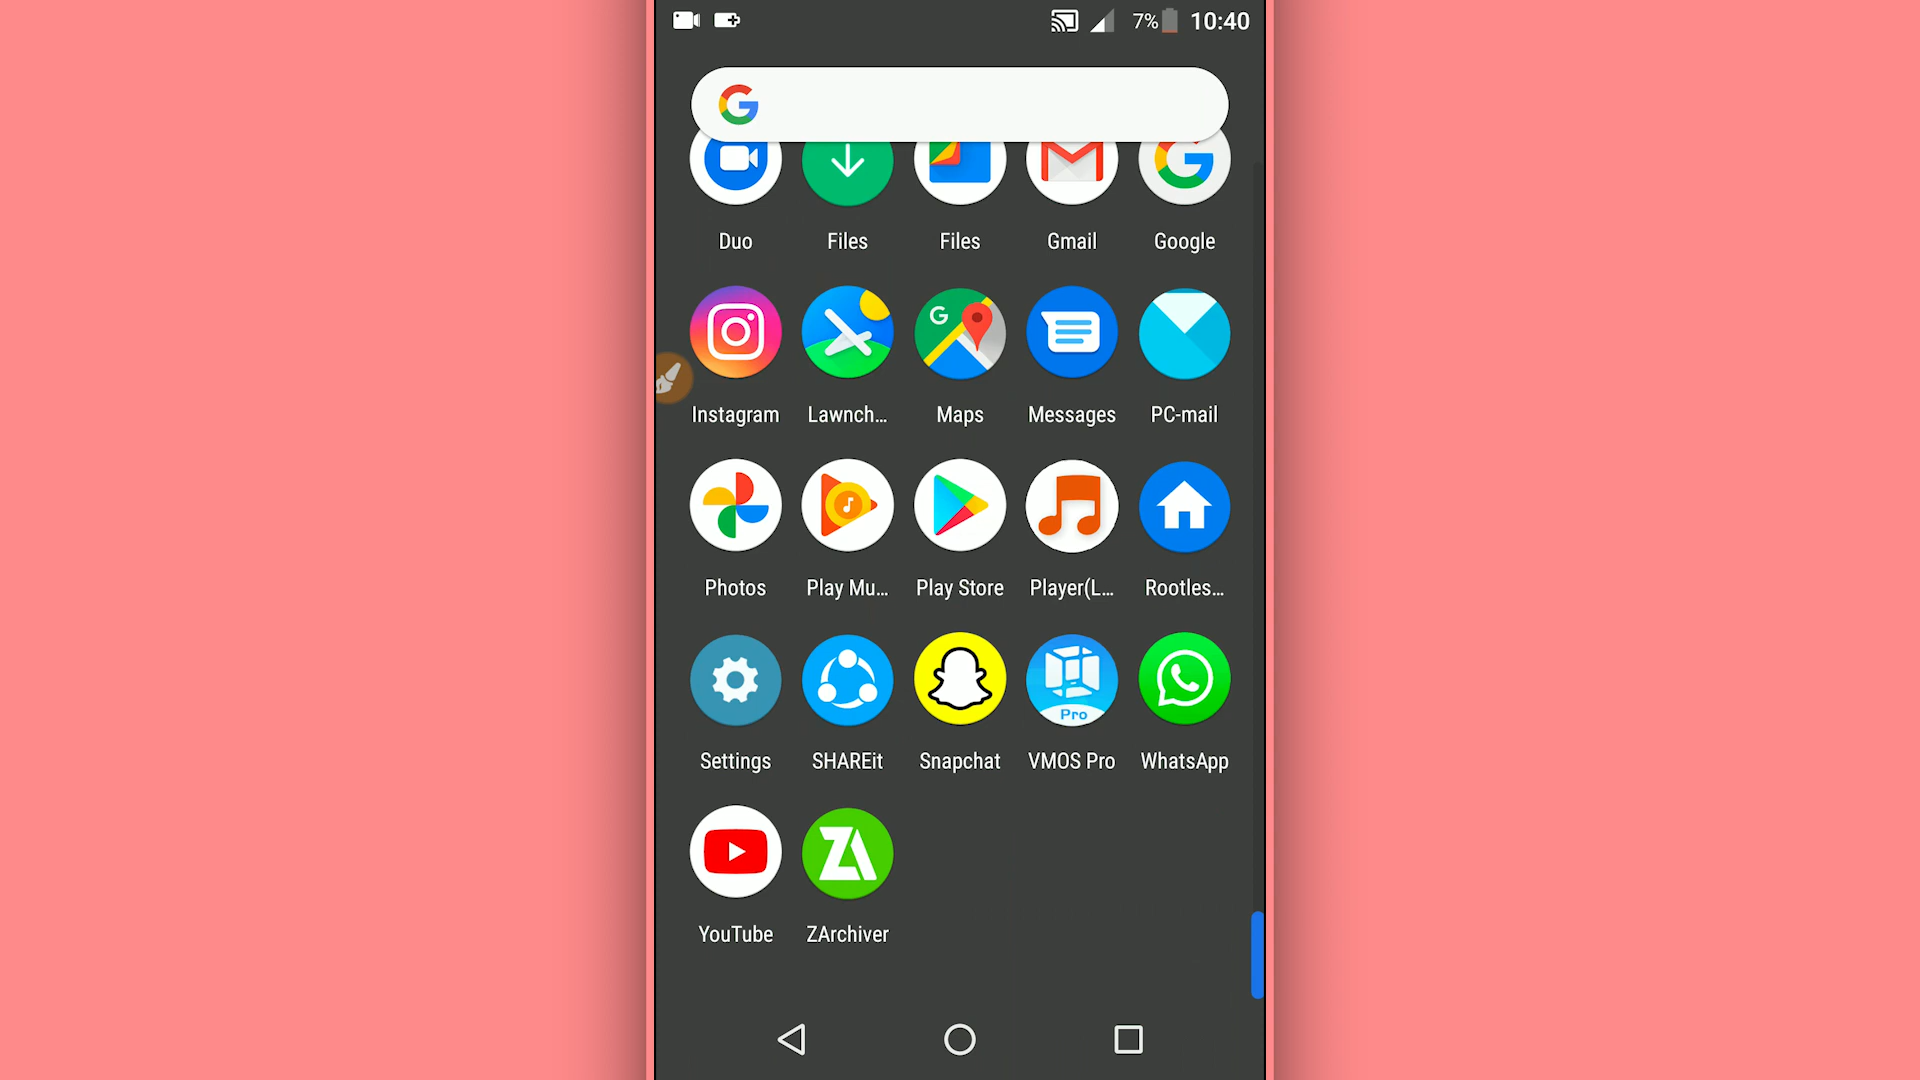 7% 10:40
Duo Files Files Gmail Google
Instagram Lawnch... Maps Messages PC-mail
Photos Play Mu... Play Store Player(L... Rootles...
Pro
Settings SHAREit Snapchat VMOS Pro WhatsApp
ZA
YouTube ZArchiver